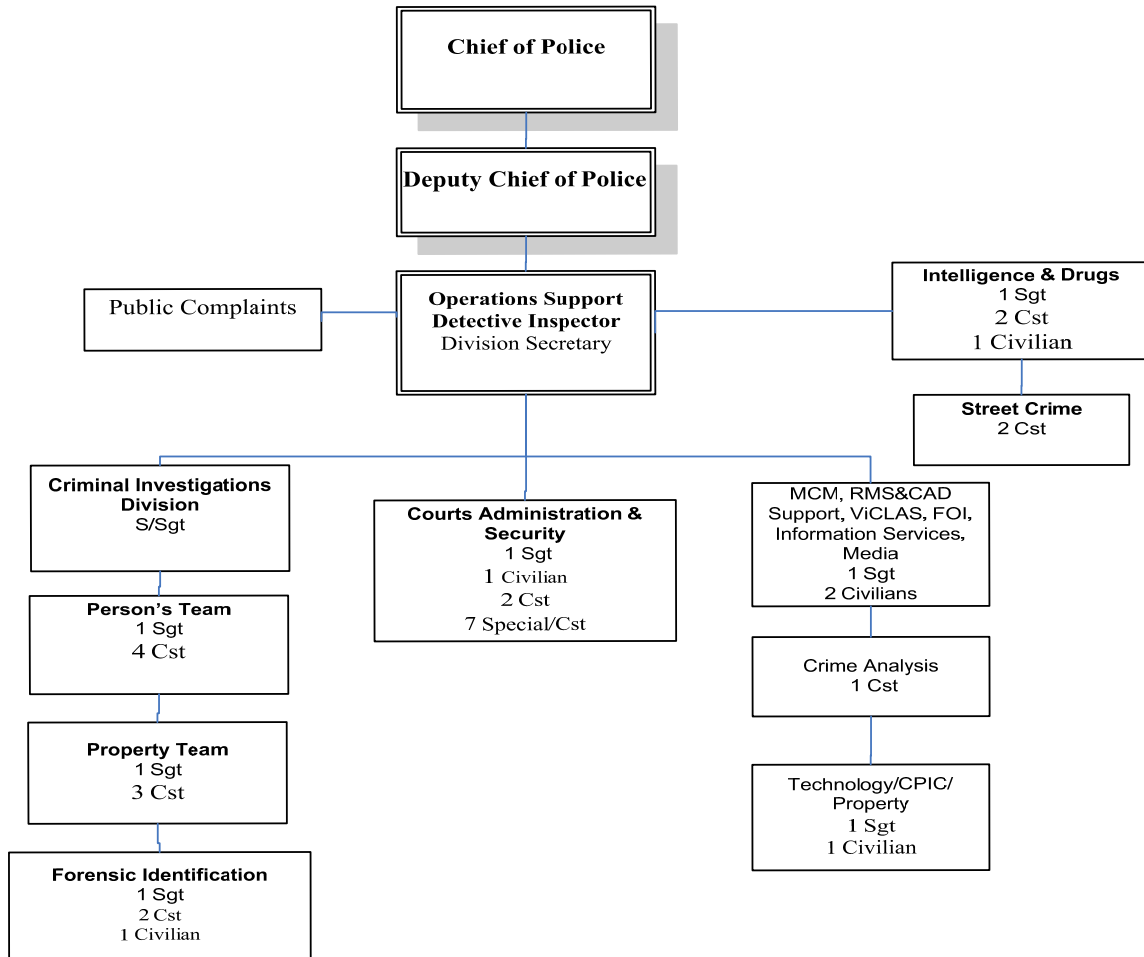 Chief of Police
Deputy Chief of Police
Operations Support
Detective Inspector
Division Secretary
Public Complaints
Intelligence & Drugs
1 Sgt
2 Cst
1 Civilian
Street Crime
2 Cst
Criminal Investigations
Division
S/Sgt
Person's Team
1 Sgt
4 Cst
Property Team
1 Sgt
3 Cst
Forensic Identification
1 Sgt
2 Cst
1 Civilian
Courts Administration &
Security
1 Sgt
1 Civilian
2 Cst
7 Special/Cst
MCM, RMS&CAD
Support, ViCLAS, FOI,
Information Services,
Media
1 Sgt
2 Civilians
Crime Analysis
1 Cst
Technology/CPIC/
Property
1 Sgt
1 Civilian